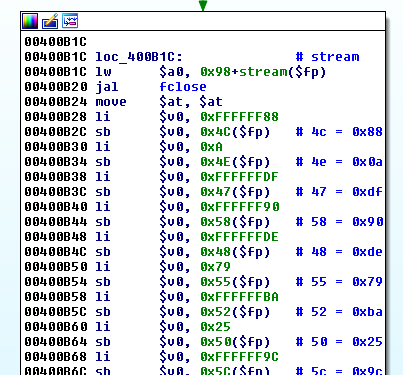 00400B1C
00400B1C loc_400B1C: # stream
00400B1C lw $a0, 0x98+stream($fp)
00400B20 jal fclose
00400B24 move $at, $at
00400B28 li $v0, 0xFFFFFF88
00400B2C sb $v0, 0x4C($fp) # 4c = 0x88
00400B30 li $v0, 0xA
00400B34 sb $v0, 0x4E($fp) # 4e = 0x0a
00400B38 li $v0, 0xFFFFFFDF
00400B3C sb $v0, 0x47($fp) # 47 = 0xdf
00400B40 li $v0, 0xFFFFFF90
00400B44 sb $v0, 0x58($fp) # 58 = 0x90
00400B48 li $v0, 0xFFFFFFDE
00400B4C sb $v0, 0x48($fp) # 48 = 0xde
00400B50 li $v0, 0x79
00400B54 sb $v0, 0x55($fp) # 55 = 0x79
00400B58 li $v0, 0xFFFFFFBA
00400B5C sb $v0, 0x52($fp) # 52 = 0xba
00400B60 li $v0, 0x25
00400B64 sb $v0, 0x50($fp) # 50 = 0x25
00400B68 li $v0, 0xFFFFFF9C
00400B6C sb $v0, 0x5C($fp) # 5c = 0x9c